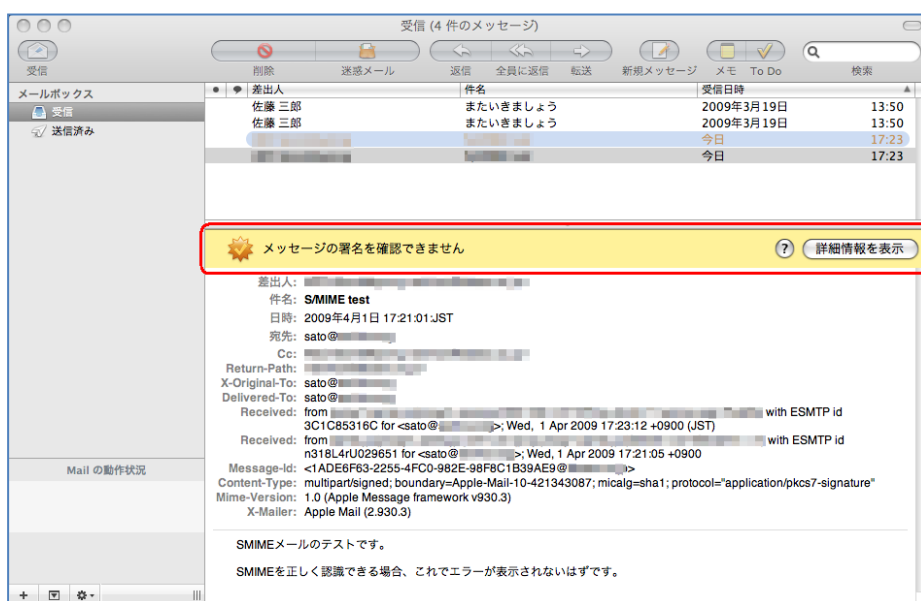 受信 (4 件のメッセージ)
受信 削除 迷惑メール 返信 全員に返信 転送 新規メッセージ メモ To Do 検索
メールボックス
受信
送信済み
差出人 件名 受信日時
佐藤 三郎 またいきましょう 2009年3月19日 13:50
佐藤 三郎 またいきましょう 2009年3月19日 13:50
今日 17:23
今日 17:23
メッセージの署名を確認できません ? 詳細情報を表示
差出人:
件名: S/MIME test
日時: 2009年4月1日 17:21:01:JST
宛先: sato@
Cc:
Return-Path:
X-Original-To: sato@
Delivered-To: sato@
Received: from with ESMTP id
3C1C85316C for <sato@ >; Wed, 1 Apr 2009 17:23:12 +0900 (JST)
Received: from with ESMTP id
n318L4rU029651 for <sato@ >; Wed, 1 Apr 2009 17:21:05 +0900
Message-Id: <1ADE6F63-2255-4FC0-982E-98F8C1B39AE9@ >
Content-Type: multipart/signed; boundary=Apple-Mail-10-421343087; micalg=sha1; protocol="application/pkcs7-signature"
Mime-Version: 1.0 (Apple Message framework v930.3)
X-Mailer: Apple Mail (2.930.3)
SMIMEメールのテストです。
SMIMEを正しく認識できる場合、これでエラーが表示されないはずです。
Mail の動作状況